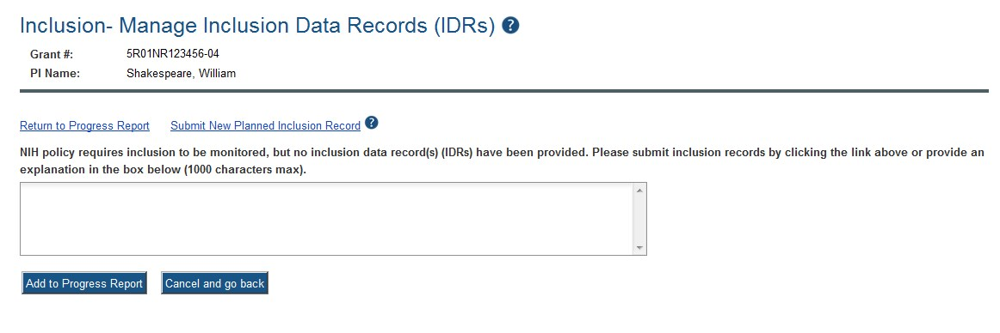 Inclusion- Manage Inclusion Data Records (IDRs) ?
Grant #: 5R01NR123456-04
PI Name: Shakespeare, William
Return to Progress Report Submit New Planned Inclusion Record ?
NIH policy requires inclusion to be monitored, but no inclusion data record(s) (IDRs) have been provided. Please submit inclusion records by clicking the link above or provide an
explanation in the box below (1000 characters max).
Add to Progress Report Cancel and go back